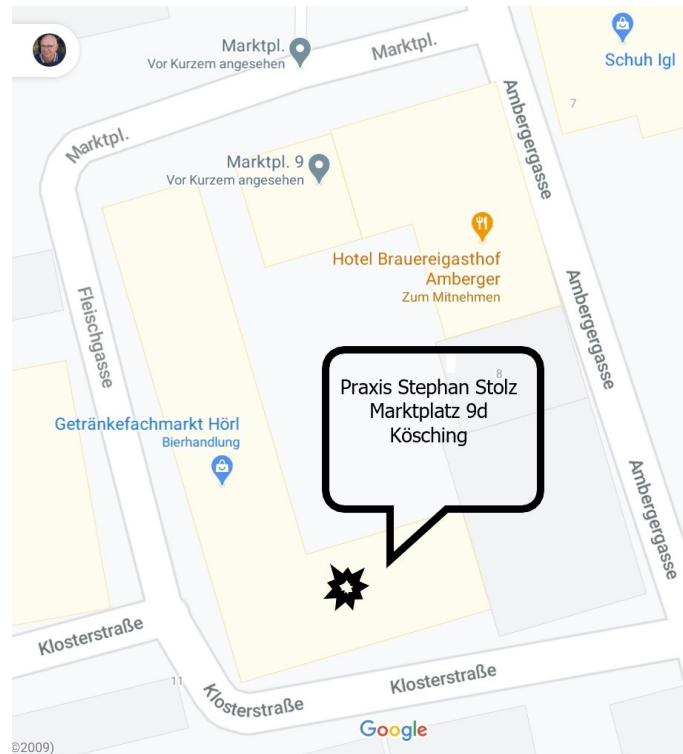 Marktpl.
Vor Kurzem angesehen
Marktpl.
Schuh Igl
7
Ambergergasse
Marktpl.
Marktpl. 9
Vor Kurzem angesehen
Hotel Brauereigasthof
Amberger
Zum Mitnehmen
Ambergergasse
Fleischgasse
8
Praxis Stephan Stolz
Marktplatz 9d
Kösching
Getränkefachmarkt Hörl
Bierhandlung
Ambergergasse
Klosterstraße
11
Klosterstraße
Klosterstraße
Google
©2009)